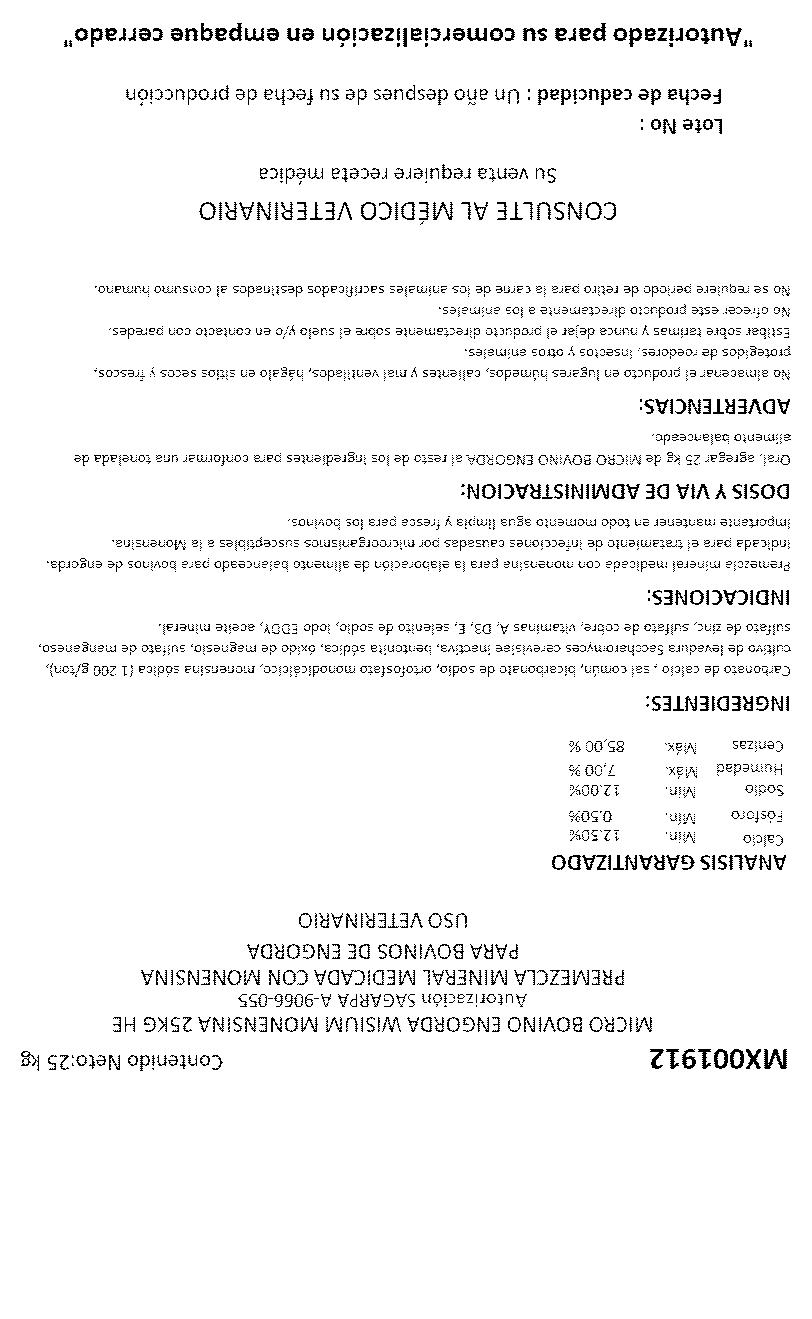 MX001912 Contenido Neto:25 kg
MICRO BOVINO ENGORDA WISIUM MONENSINA 25KG HE
Autorización SAGARPA A-9066-055
PREMEZCLA MINERAL MEDICADA CON MONENSINA
PARA BOVINOS DE ENGORDA
USO VETERINARIO
ANALISIS GARANTIZADO
Calcio Mín. 12.50%
Fósforo Mín. 0.50%
Sodio Mín. 12.00%
Humedad Máx. 7,00 %
Cenizas Máx. 85,00 %
INGREDIENTES:
Carbonato de calcio , sal común, bicarbonato de sodio, ortofosfato monodicálcico, monensina sódica (1 200 g/ton),
cultivo de levadura Saccharomyces cerevisiae inactiva, bentonita sódica, óxido de magnesio, sulfato de manganeso,
sulfato de zinc, sulfato de cobre, vitaminas A, D3, E, selenito de sodio, iodo EDDY, aceite mineral.
INDICACIONES:
Premezcla mineral medicada con monensina para la elaboración de alimento balanceado para bovinos de engorda.
Indicada para el tratamiento de infecciones causadas por microorganismos susceptibles a la Monensina.
Importante mantener en todo momento agua limpia y fresca para los bovinos.
DOSIS Y VIA DE ADMINISTRACION:
Oral, agregar 25 kg de MICRO BOVINO ENGORDA al resto de los ingredientes para conformar una tonelada de
alimento balanceado.
ADVERTENCIAS:
No almacenar el producto en lugares húmedos, calientes y mal ventilados, hágalo en sitios secos y frescos,
protegidos de roedores, insectos y otros animales.
Estibar sobre tarimas y nunca dejar el producto directamente sobre el suelo y/o en contacto con paredes.
No ofrecer este producto directamente a los animales.
No se requiere periodo de retiro para la carne de los animales sacrificados destinados al consumo humano.
CONSULTE AL MÉDICO VETERINARIO
Su venta requiere receta médica
Lote No :
Fecha de caducidad : Un año despues de su fecha de producción
"Autorizado para su comercialización en empaque cerrado"